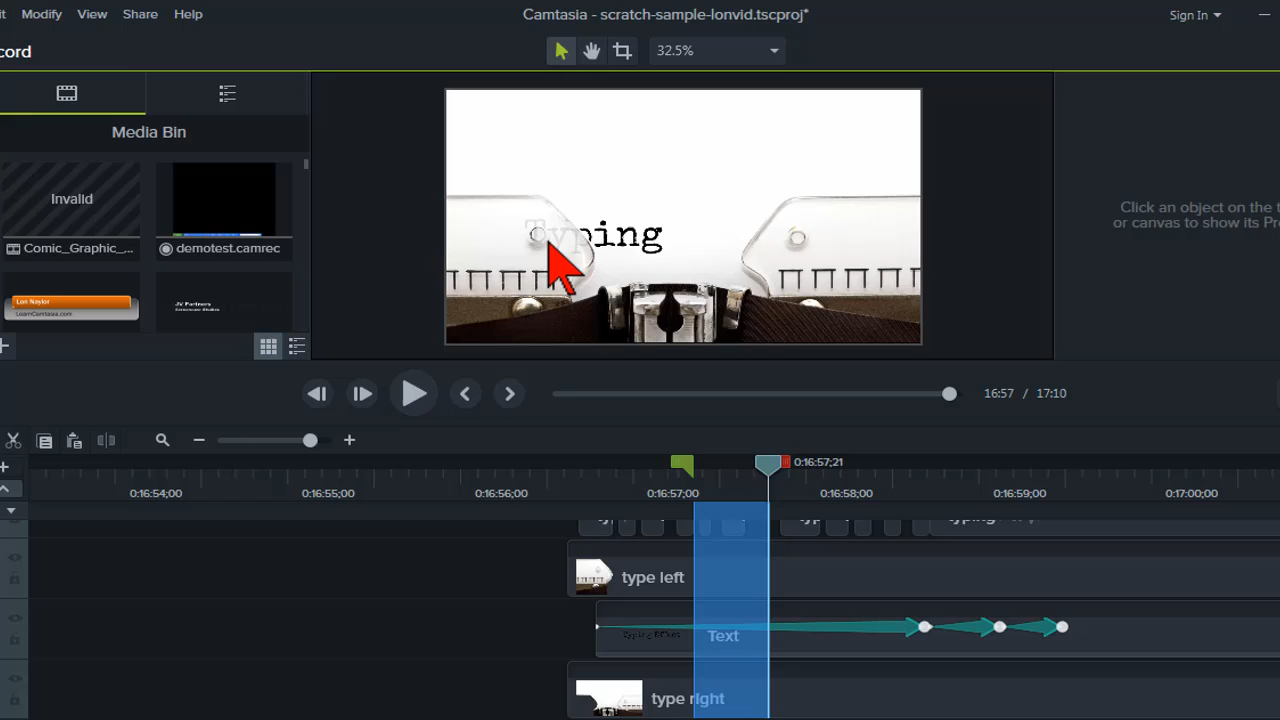 Modify View Share Help
Camtasia - scratch-sample-lonvid.tscproj*
Sign In
cord
32.5%
Media Bin
Invalid
Comic_Graphic_...
demotest.camrec
Lon Naylor
LearnCamtasia.com
JV Partners
Typing
Click an object on the t
or canvas to show its Pro
16:57 / 17:10
0:16:57;21
0:16:54;00 0:16:55;00 0:16:56;00 0:16:57;00 0:16:58;00 0:16:59;00 0:17:00;00
type left
Typing Effect
Text
type right